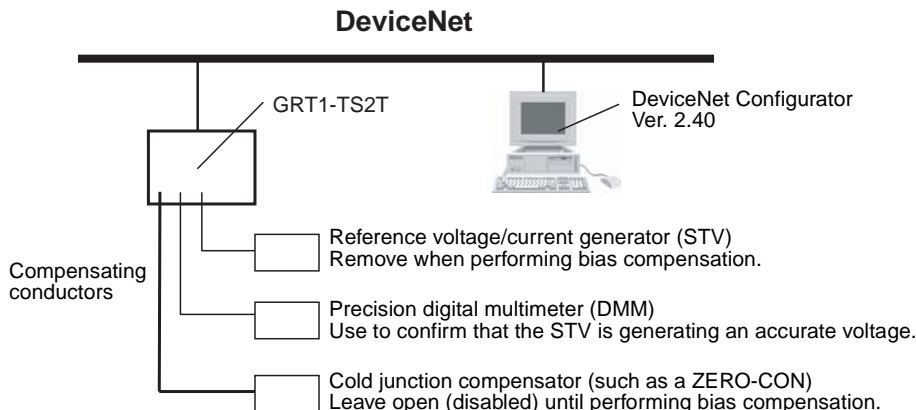 DeviceNet
GRT1-TS2T
DeviceNet Configurator
Ver. 2.40
Reference voltage/current generator (STV)
Remove when performing bias compensation.
Compensating
conductors
Precision digital multimeter (DMM)
Use to confirm that the STV is generating an accurate voltage.
Cold junction compensator (such as a ZERO-CON)
Leave open (disabled) until performing bias compensation.